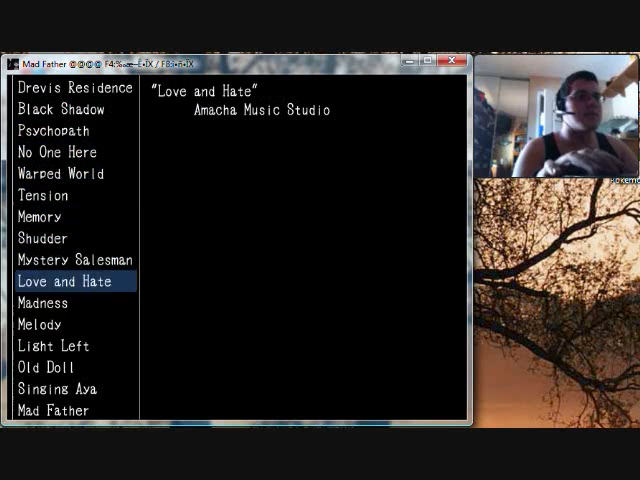 Mad Father
Drevis Residence
Black Shadow
Psychopath
No One Here
Warped World
Tension
Memory
Shudder
Mystery Salesman
Love and Hate
Madness
Melody
Light Left
Old Doll
Singing Aya
Mad Father
"Love and Hate"
Amacha Music Studio